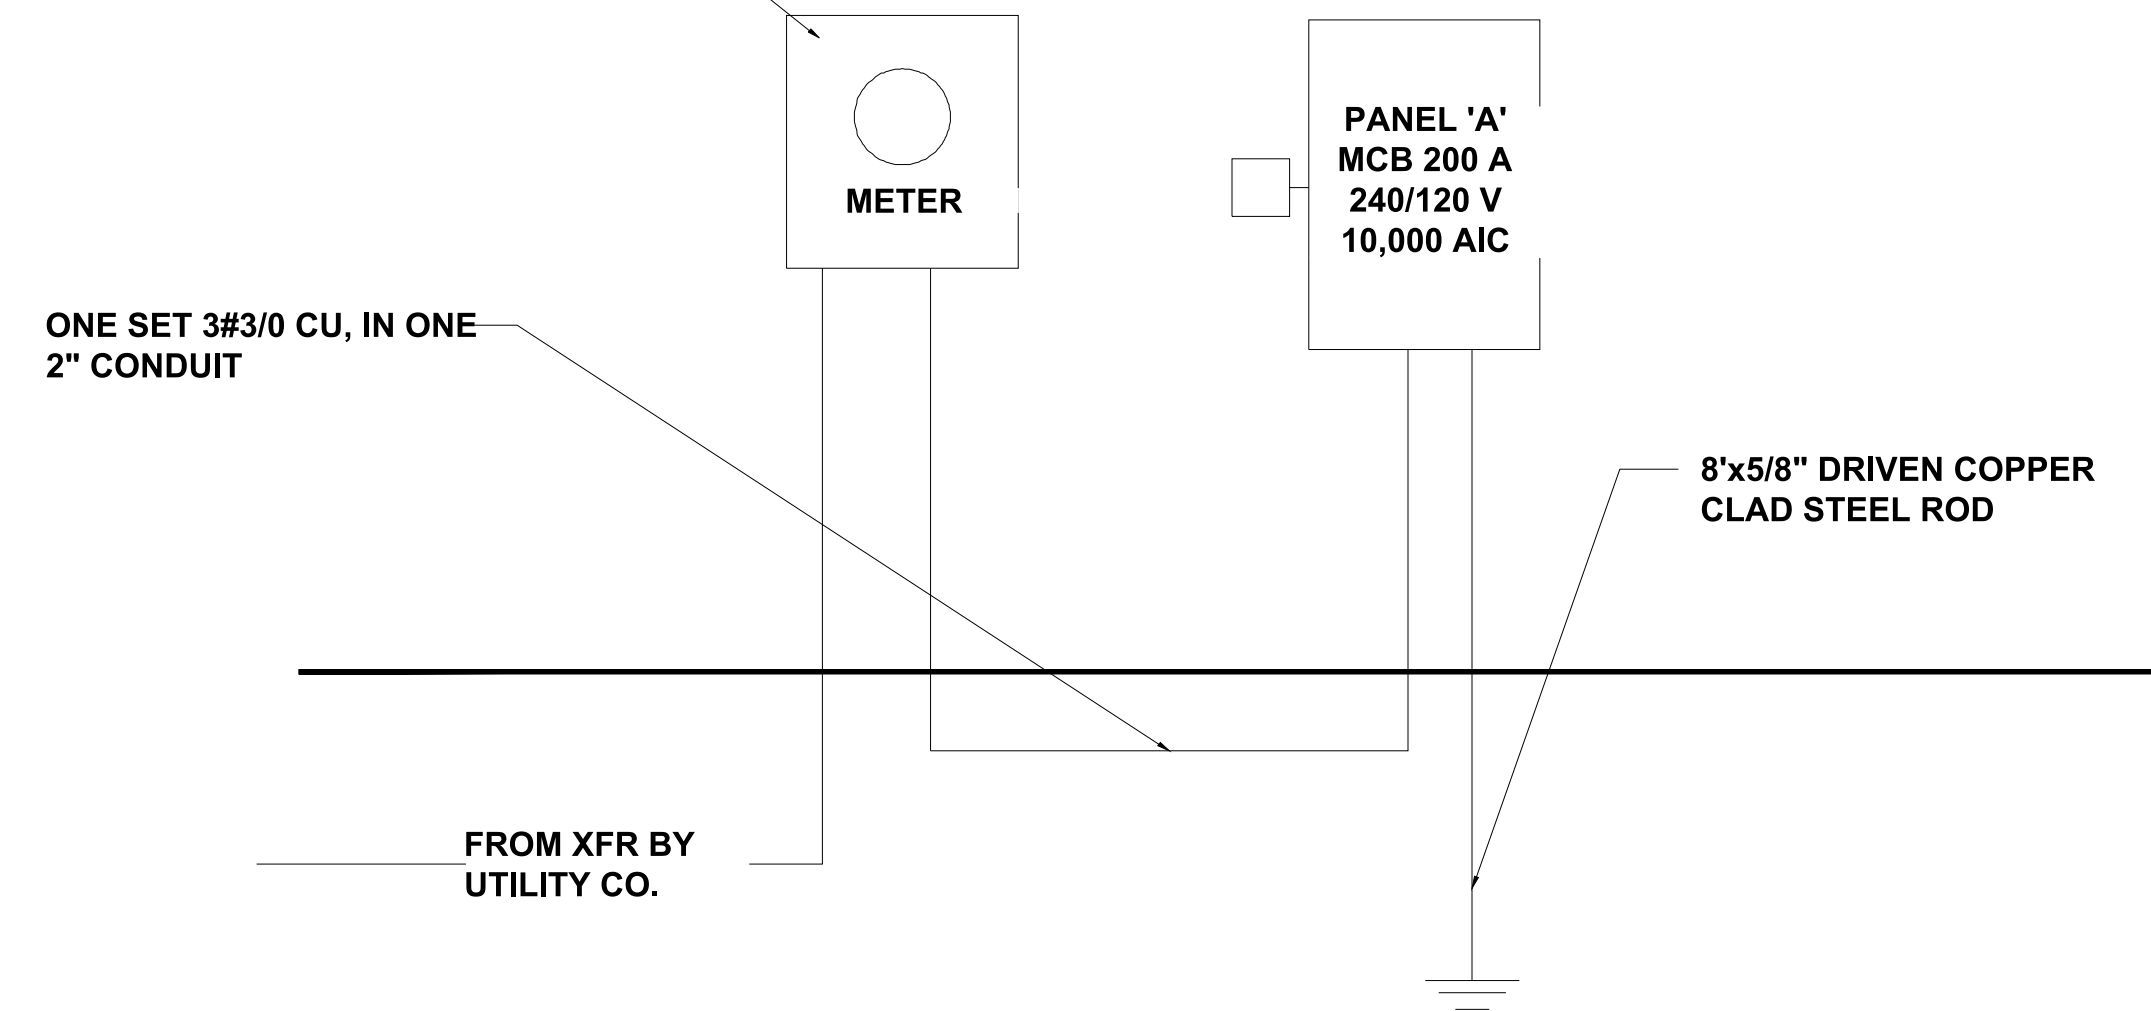 PANEL 'A'
MCB 200 A
240/120 V
10,000 AIC
METER
ONE SET 3#3/0 CU, IN ONE
2" CONDUIT
8'x5/8" DRIVEN COPPER
CLAD STEEL ROD
FROM XFR BY
UTILITY CO.